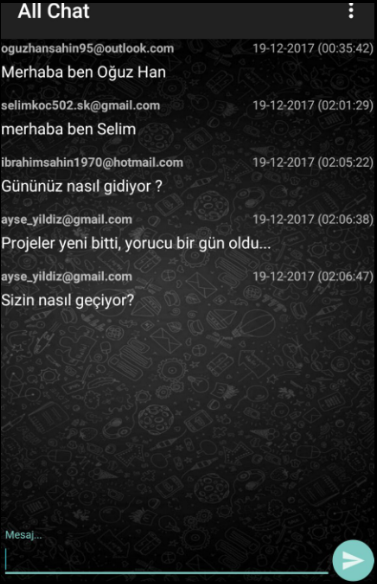 All Chat
oguzhansahin95@outlook.com 19-12-2017 (00:35:42)
Merhaba ben Oğuz Han
selimkoc502.sk@gmail.com 19-12-2017 (02:01:29)
merhaba ben Selim
ibrahimsahin1970@hotmail.com 19-12-2017 (02:05:22)
Gününüz nasıl gidiyor ?
ayse_yildiz@gmail.com 19-12-2017 (02:06:38)
Projeler yeni bitti, yorucu bir gün oldu...
ayse_yildiz@gmail.com 19-12-2017 (02:06:47)
Sizin nasıl geçiyor?
Mesaj...